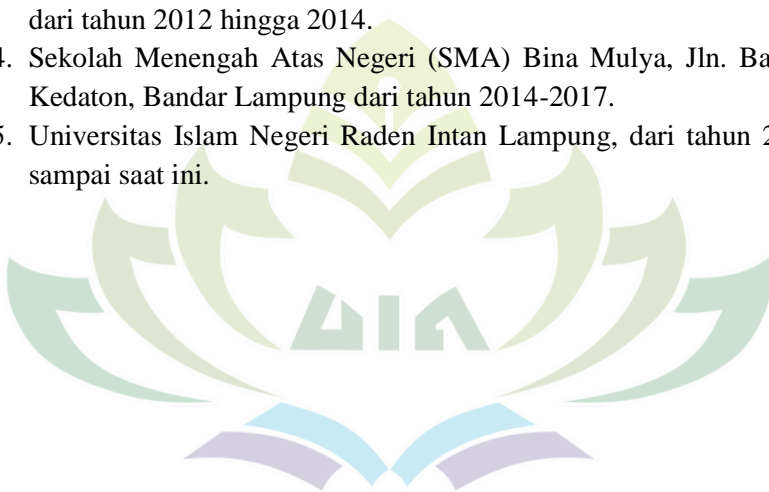 dari tahun 2012 hingga 2014.
4. Sekolah Menengah Atas Negeri (SMA) Bina Mulya, Jln. Ba
Kedaton, Bandar Lampung dari tahun 2014-2017.
5. Universitas Islam Negeri Raden Intan Lampung, dari tahun 2
sampai saat ini.
UIN